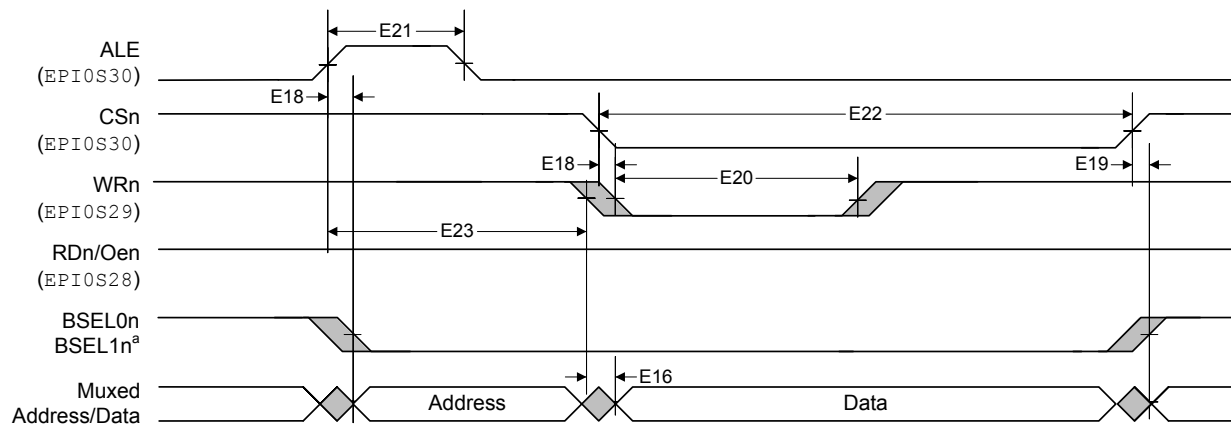 E21
ALE
(EPI0S30)
E18
CSn
E22
(EPI0S30)
E18
E19
WRn
E20
(EPI0S29)
E23
RDn/Oen
(EPI0S28)
BSEL0n
BSEL1nª
E16
Muxed
Address/Data
Address
Data